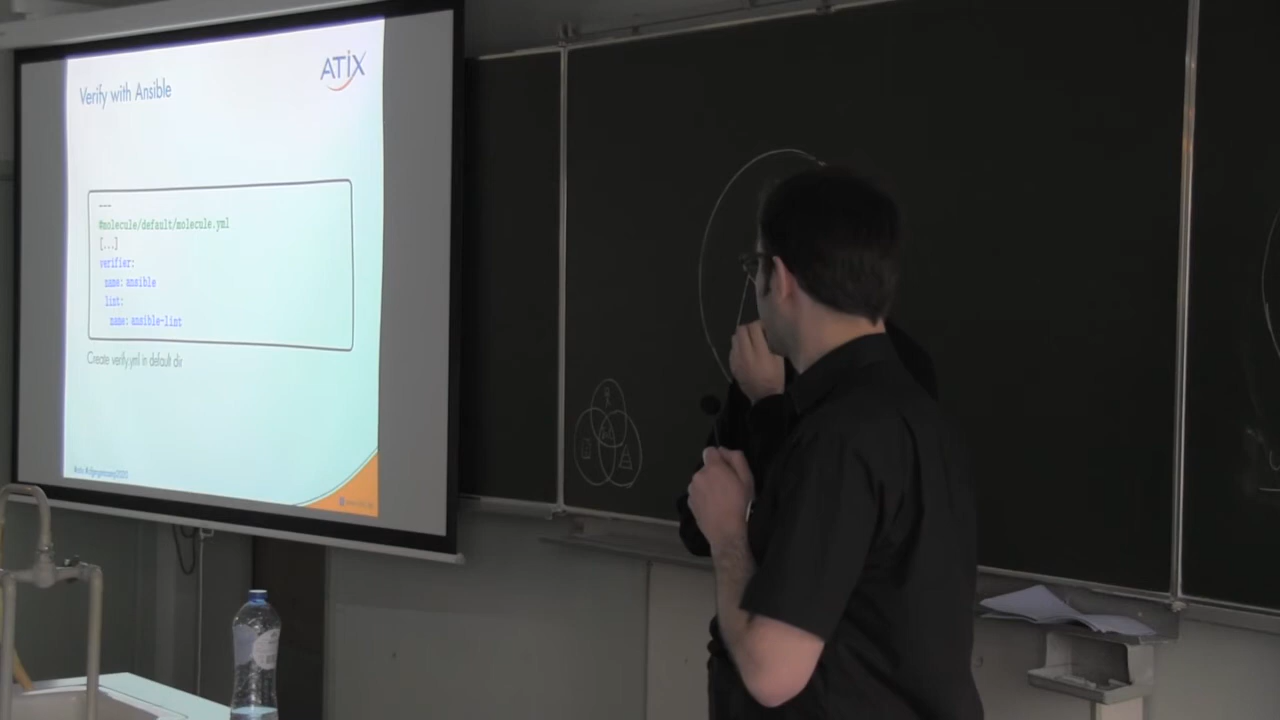 ATIX
Verify with Ansible
---
#molecule/default/molecule.yml
[...]
verifier:
name: ansible
lint:
name: ansible-lint
Create verify.yml in default dir